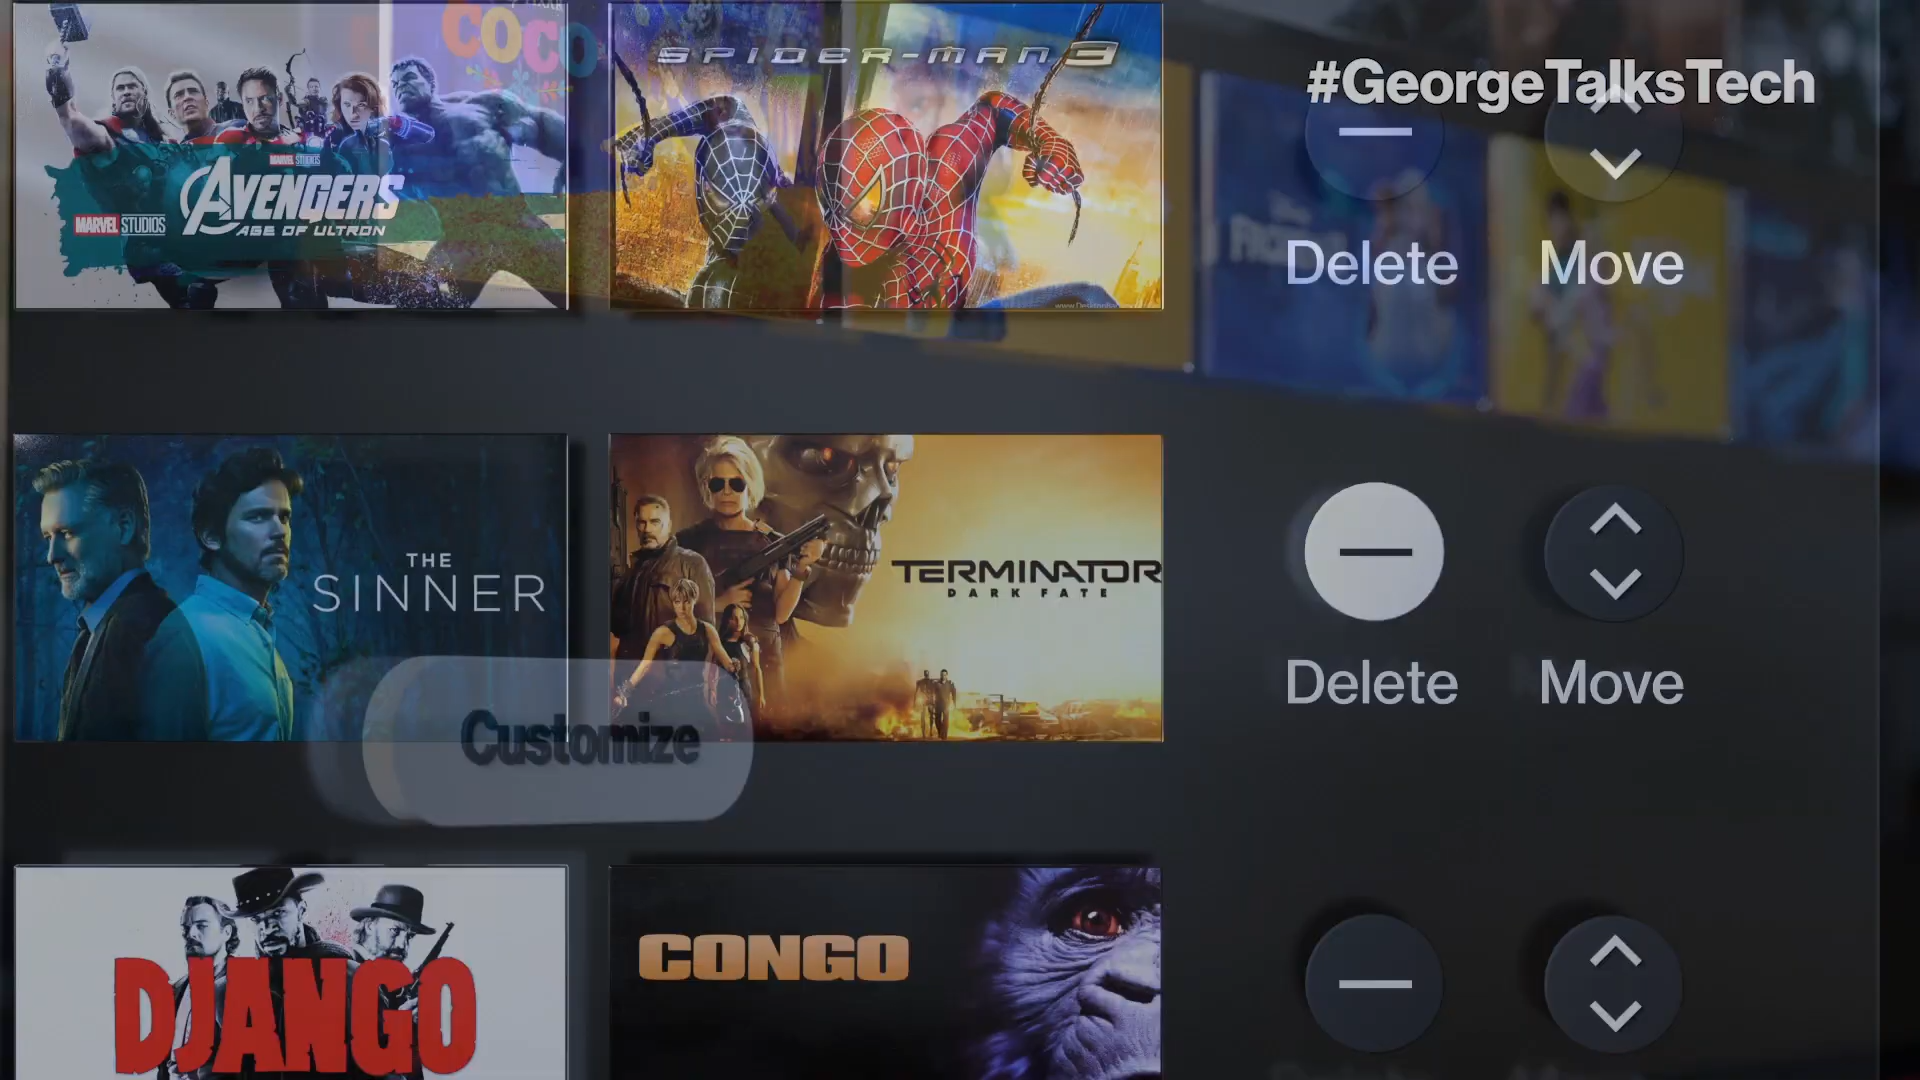 COCO
SPIDER-MAN 3
#GeorgeTalksTech
MARVEL STUDIOS
AVENGERS
MARVEL STUDIOS
AGE OF ULTRON
Delete
Move
THE
SINNER
TERMINATOR
DARK FATE
Delete
Move
Customize
DJANGO
CONGO